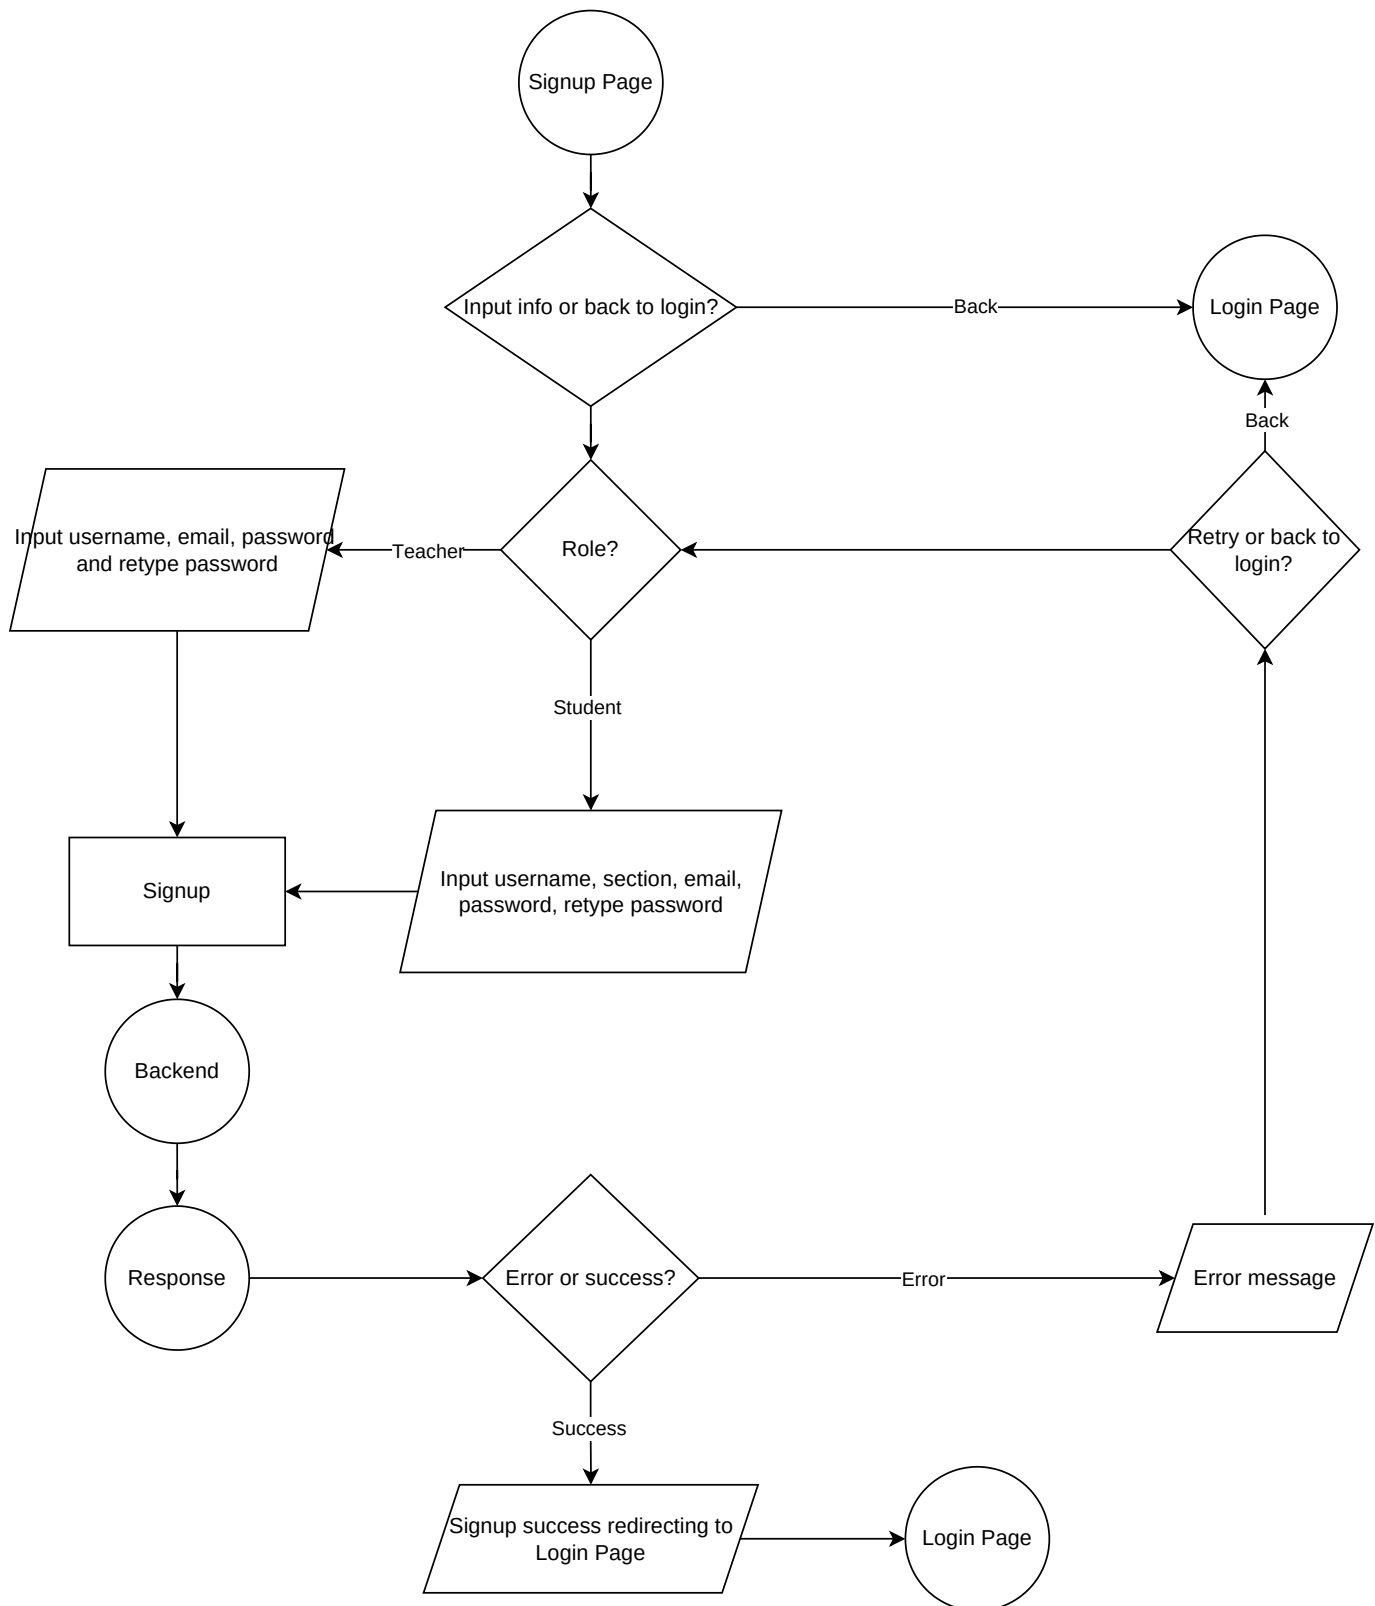 Signup Page
Input info or back to login?
Back
Login Page
Back
Input username, email, password
and retype password
Teacher
Role?
Retry or back to
login?
Student
Signup
Input username, section, email,
password, retype password
Backend
Response
Error or success?
Error
Error message
Success
Signup success redirecting to
Login Page
Login Page